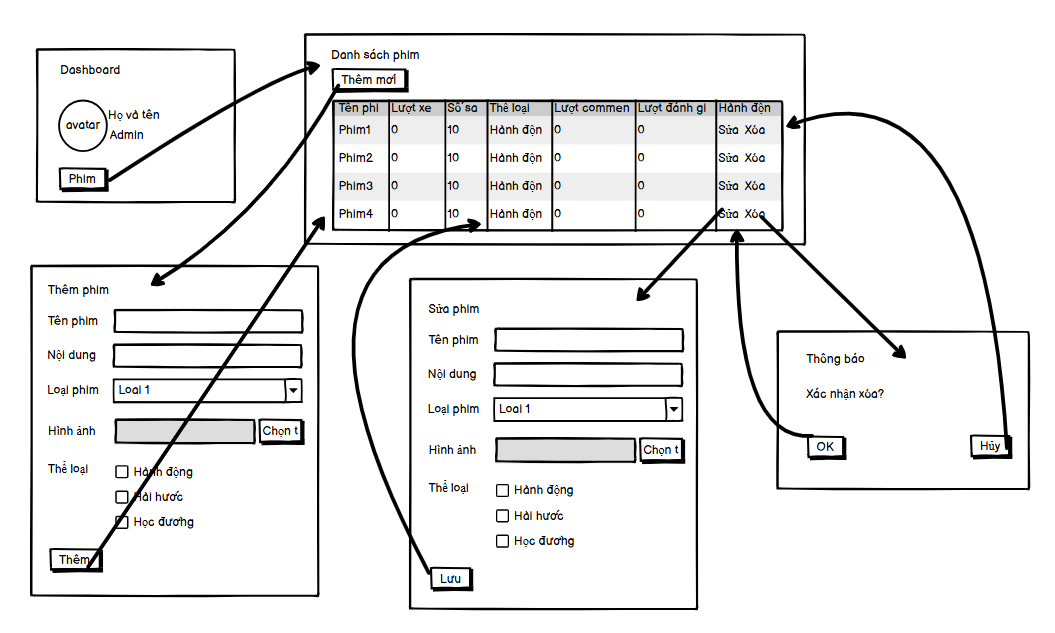 Dashboard
avatar
Họ và tên
Admin
Phim
Danh sách phim
Thêm mới
Tên phi Lượt xe Số sa Thể loại Lượt commen Lượt đánh gi Hành độn
Phim1 0 10 Hành độn 0 0 Sửa Xóa
Phim2 0 10 Hành độn 0 0 Sửa Xóa
Phim3 0 10 Hành độn 0 0 Sửa Xóa
Phim4 0 10 Hành độn 0 0 Sửa Xóa
Thêm phim
Tên phim
Nội dung
Loại phim Loại 1
Hình ảnh Chọn t
Thể loại
Hành động
Hài hước
Học đương
Thêm
Sửa phim
Tên phim
Nội dung
Loại phim Loại 1
Hình ảnh Chọn t
Thể loại
Hành động
Hài hước
Học đương
Lưu
Thông báo
Xác nhận xóa?
OK Hủy